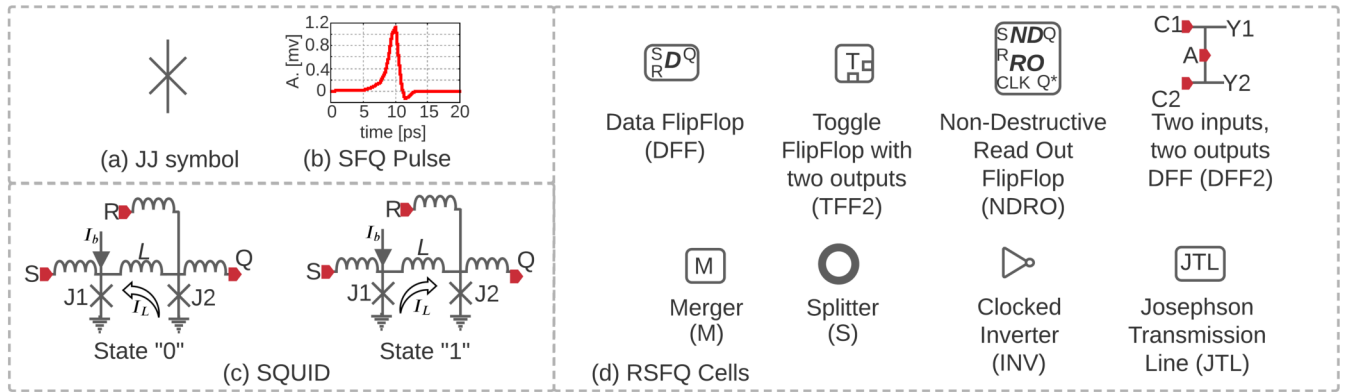 (a) JJ symbol
A. [mv]
1.2
0.4
0
0 5 10 15 20
time [ps]
(b) SFQ Pulse
R
I_b
L
S
Q
J1
J2
I_L
State "0"
R
I_b
L
S
Q
J1
J2
I_L
State "1"
(c) SQUID
S D Q
R
Data FlipFlop
(DFF)
T
Toggle
FlipFlop with
two outputs
(TFF2)
S ND Q
R RO
CLK Q*
Non-Destructive
Read Out
FlipFlop
(NDRO)
C1 Y1
A
Y2
C2
Two inputs,
two outputs
DFF (DFF2)
M
Merger
(M)
Splitter
(S)
Clocked
Inverter
(INV)
JTL
Josephson
Transmission
Line (JTL)
(d) RSFQ Cells